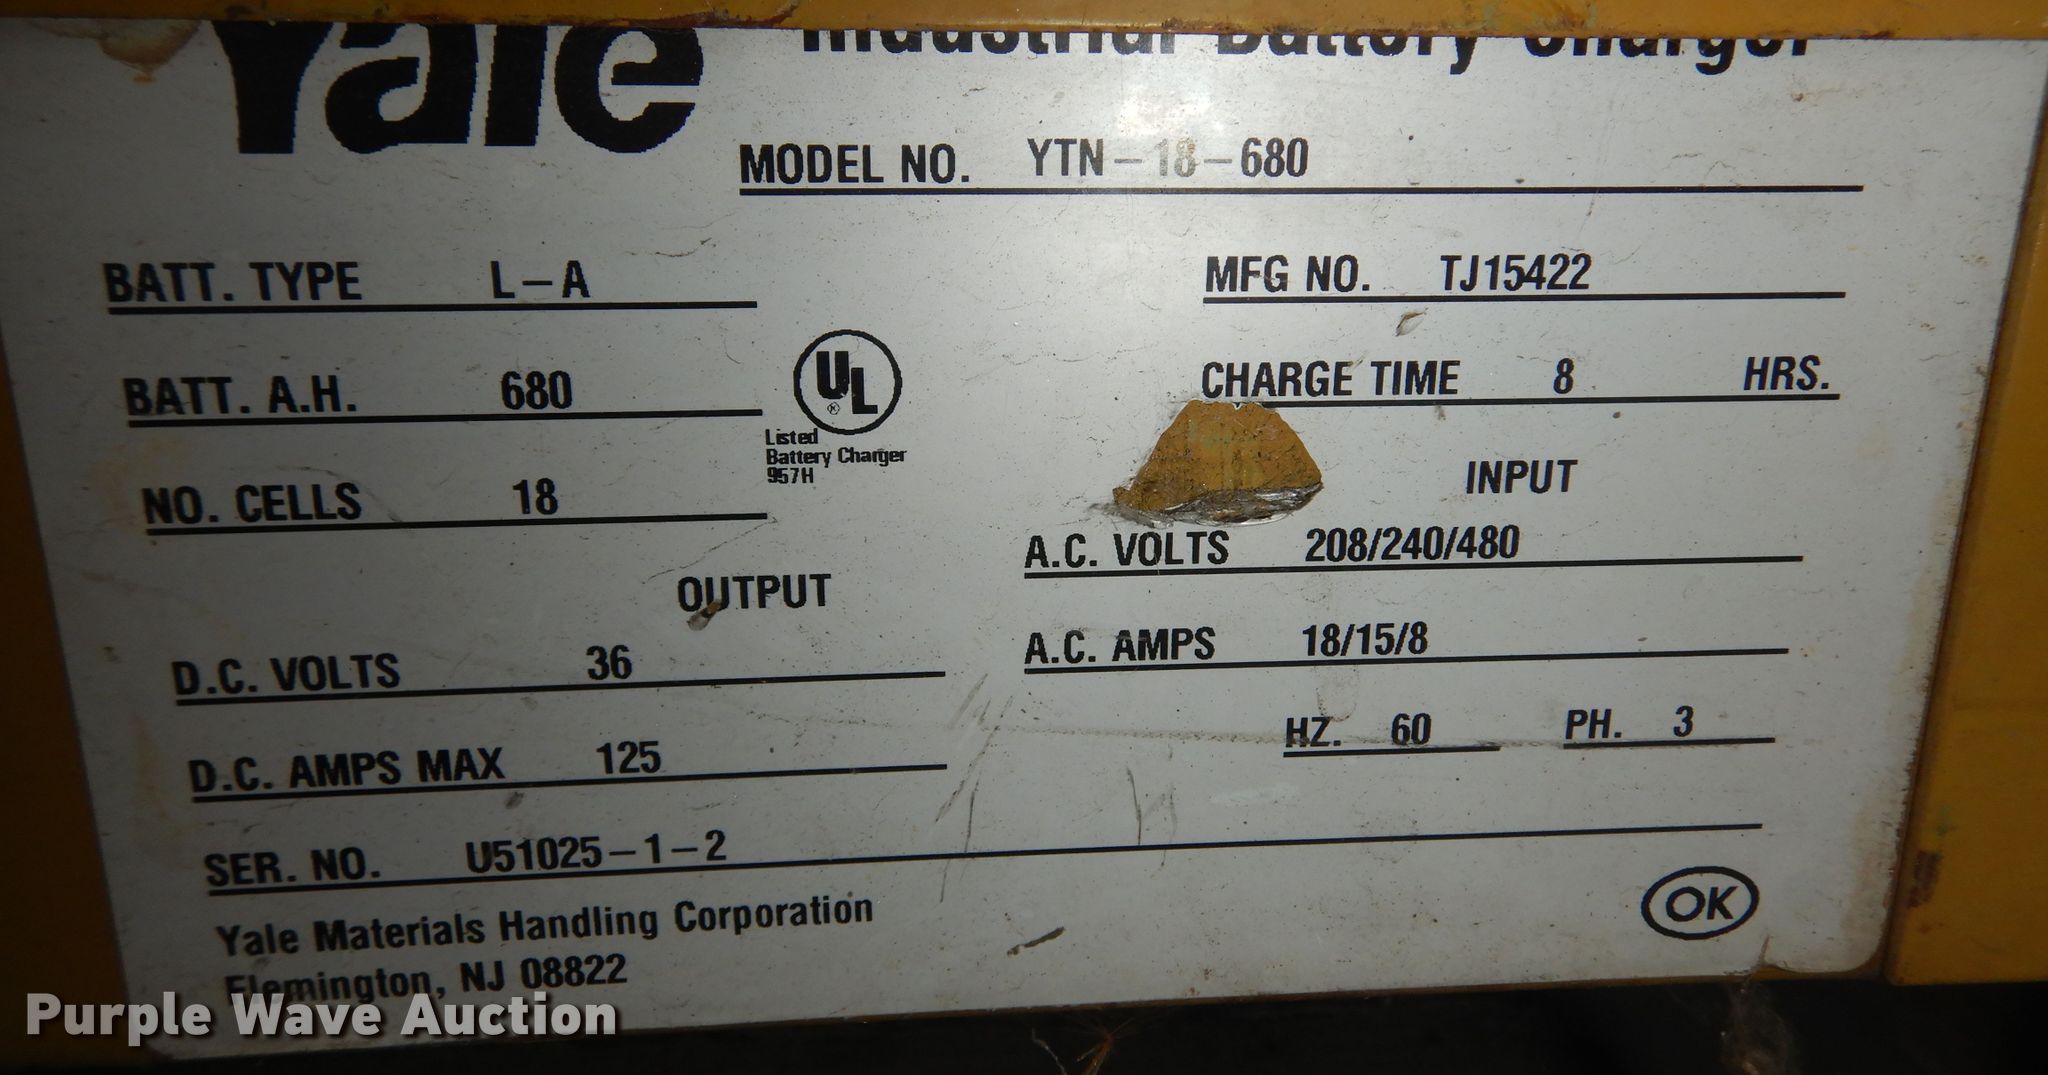 Yale Industrial Battery Charger
MODEL NO. YTN-18-680
BATT. TYPE L-A
MFG NO. TJ15422
BATT. A.H. 680
UL
®
Listed
Battery Charger
957H
CHARGE TIME 8 HRS.
NO. CELLS 18
INPUT
A.C. VOLTS 208/240/480
OUTPUT
A.C. AMPS 18/15/8
D.C. VOLTS 36
HZ. 60 PH. 3
D.C. AMPS MAX 125
SER. NO. U51025-1-2
OK
Yale Materials Handling Corporation
Flemington, NJ 08822
Purple Wave Auction